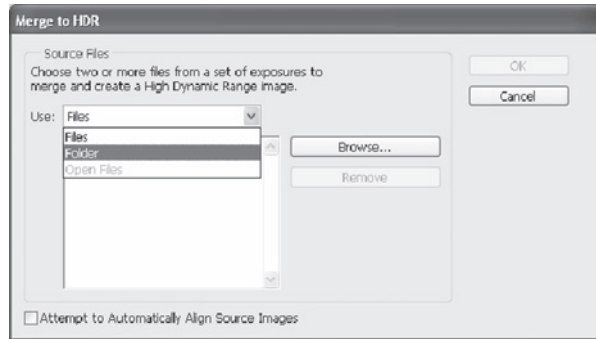 Merge to HDR
Source Files
Choose two or more files from a set of exposures to
merge and create a High Dynamic Range image.
Use: Files
Files
Folder
Open Files
Browse...
Remove
OK
Cancel
Attempt to Automatically Align Source Images